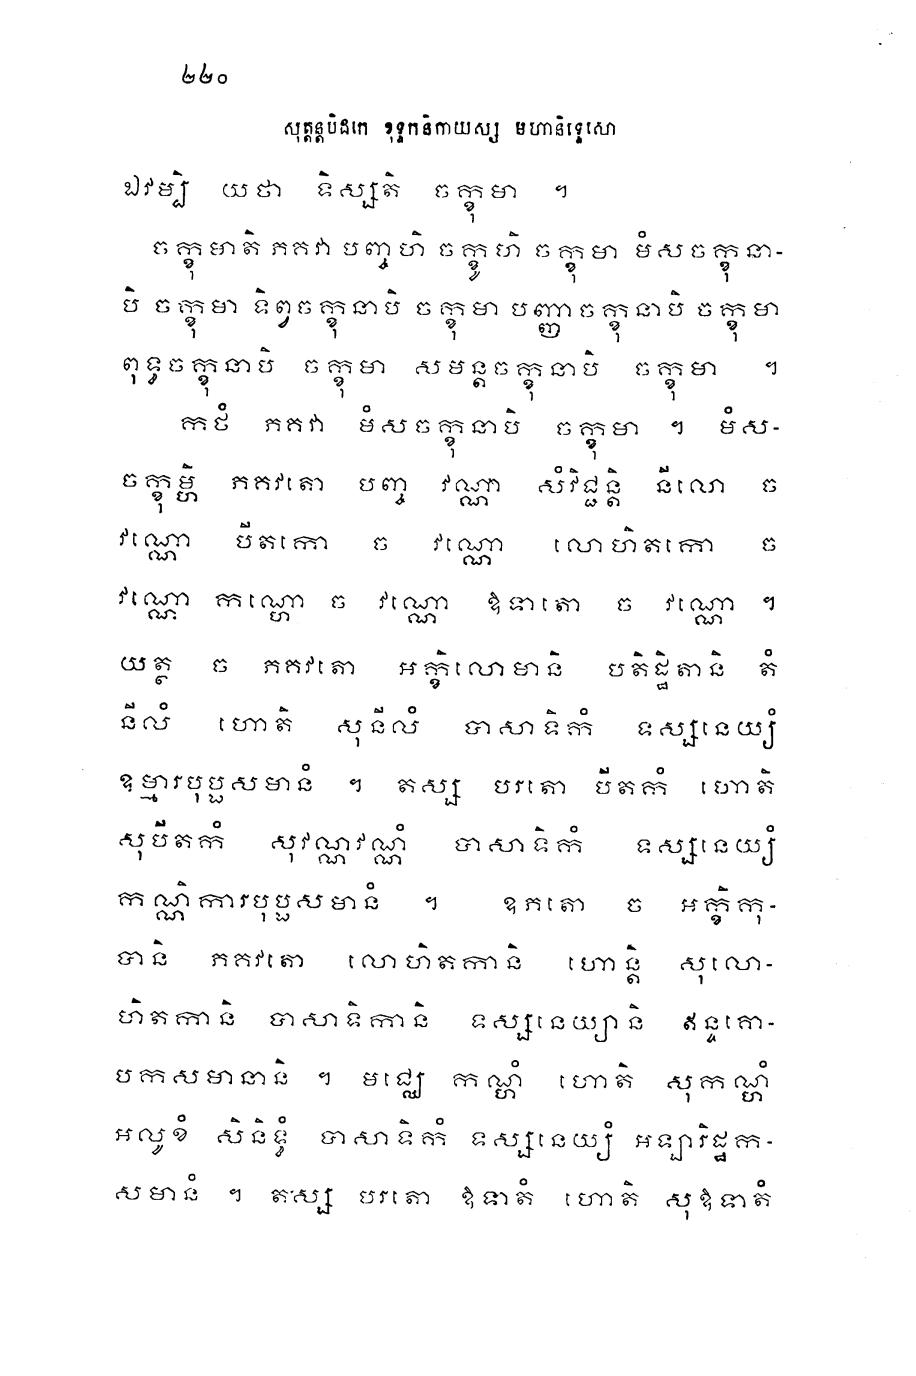 ២២០
សុត្តន្តបិដកេ ខុទ្ទកនិកាយស្ស មហានិទ្ទេសោ
ឯវម្បិ យថា ទិស្សតិ ចក្ខុមា ។
ចក្ខុមាតិ ភគវា បញ្ចហិ ចក្ខូហិ ចក្ខុមា មំសចក្ខុនា-
បិ ចក្ខុមា ទិព្វចក្ខុនាបិ ចក្ខុមា បញ្ញាចក្ខុនាបិ ចក្ខុមា
ពុទ្ធចក្ខុនាបិ ចក្ខុមា សមន្តចក្ខុនាបិ ចក្ខុមា ។
កថំ ភគវា មំសចក្ខុនាបិ ចក្ខុមា ។ មំស-
ចក្ខុម្ហិ ភគវតោ បញ្ច វណ្ណា សំវិជ្ជន្តិ នីលោ ច
វណ្ណោ បីតកោ ច វណ្ណោ លោហិតកោ ច
វណ្ណោ កណ្ហោ ច វណ្ណោ ឱទាតោ ច វណ្ណោ ។
យត្ថ ច ភគវតោ អក្ខិលោមានិ បតិដ្ឋិតានិ តំ
នីលំ ហោតិ សុនីលំ បាសាទិកំ ទស្សនេយ្យំ
ឧម្មារបុប្ផសមានំ ។ តស្ស បរតោ បីតកំ ហោតិ
សុបីតកំ សុវណ្ណវណ្ណំ បាសាទិកំ ទស្សនេយ្យំ
កណ្ណិការបុប្ផសមានំ ។ ឧភតោ ច អក្ខិកុ-
បានិ ភគវតោ លោហិតកានិ ហោន្តិ សុលោ-
ហិតកានិ បាសាទិកានិ ទស្សនេយ្យានិ ឥន្ទគោ-
បកសមានានិ ។ មជ្ឈេ កណ្ហំ ហោតិ សុកណ្ហំ
អលូខំ សិនិទ្ធំ បាសាទិកំ ទស្សនេយ្យំ អឡារិដ្ឋក-
សមានំ ។ តស្ស បរតោ ឱទាតំ ហោតិ សុឱទាតំ